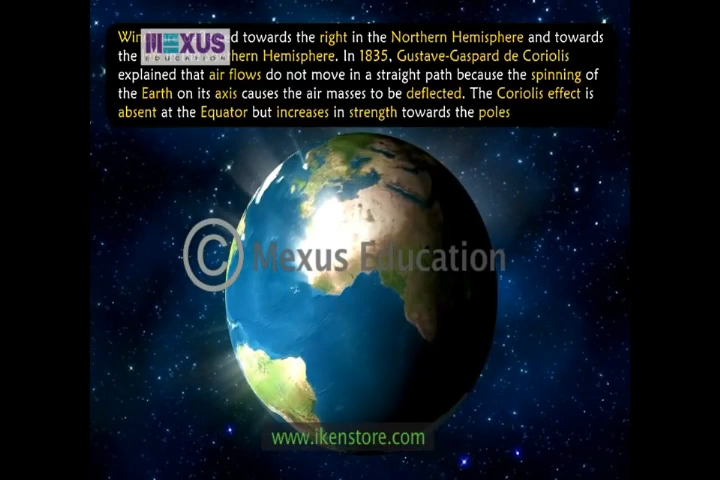 Win d towards the right in the Northern Hemisphere and towards
the hern Hemisphere. In 1835, Gustave-Gaspard de Coriolis
MEXUS
EDUCATION
explained that air flows do not move in a straight path because the spinning of
the Earth on its axis causes the air masses to be deflected. The Coriolis effect is
absent at the Equator but increases in strength towards the poles
© Mexus Education
www.ikenstore.com